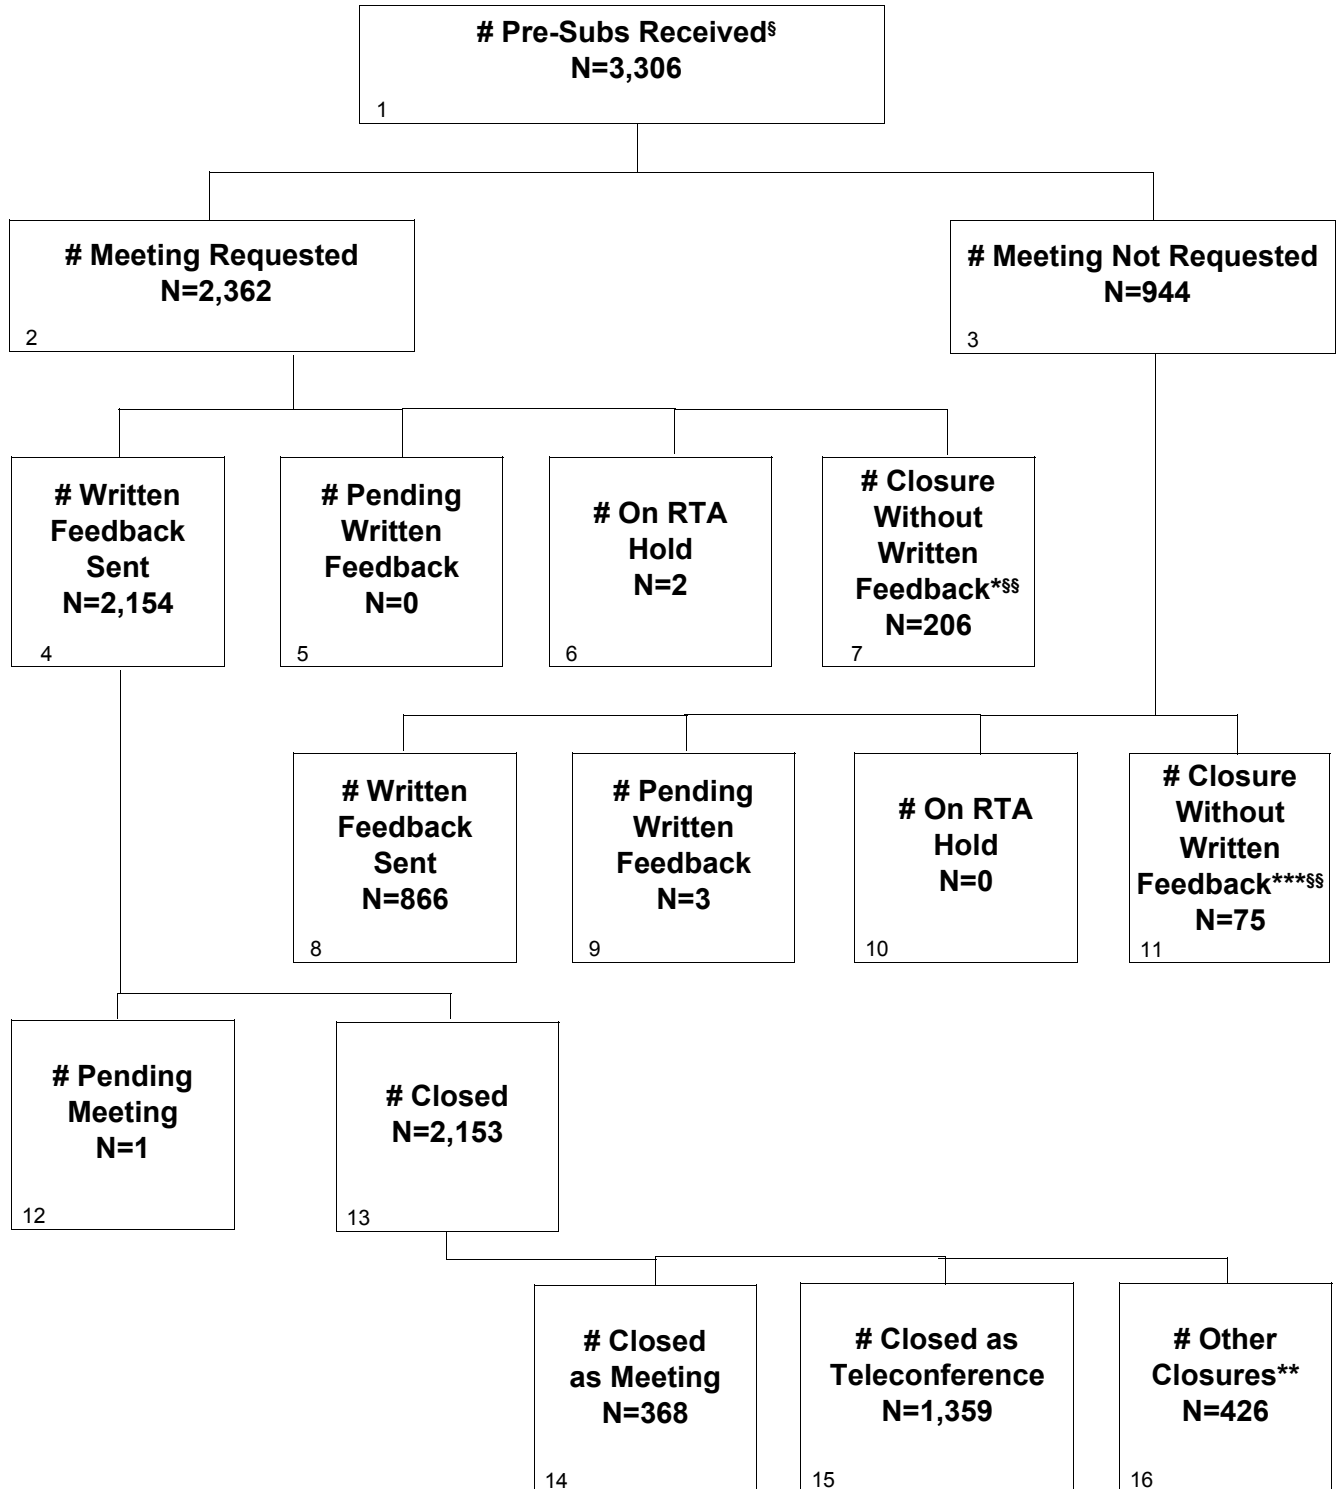 # Pre-Subs Received§
N=3,306
1
# Meeting Requested
N=2,362
2
# Meeting Not Requested
N=944
3
# Written
Feedback
Sent
N=2,154
4
# Pending
Written
Feedback
N=0
5
# On RTA
Hold
N=2
6
# Closure
Without
Written
Feedback*§§
N=206
7
# Written
Feedback
Sent
N=866
8
# Pending
Written
Feedback
N=3
9
# On RTA
Hold
N=0
10
# Closure
Without
Written
Feedback***§§
N=75
11
# Pending
Meeting
N=1
12
# Closed
N=2,153
13
# Closed
as Meeting
N=368
14
# Closed as
Teleconference
N=1,359
15
# Other
Closures**
N=426
16